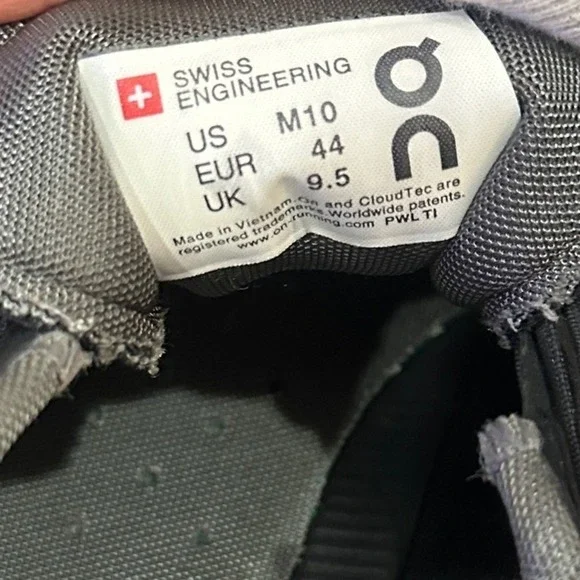 SWISS
ENGINEERING
On
US M10
EUR 44
UK 9.5
Made in Vietnam. On and CloudTec are
registered trademarks. Worldwide patents.
www.on-running.com PWL TI